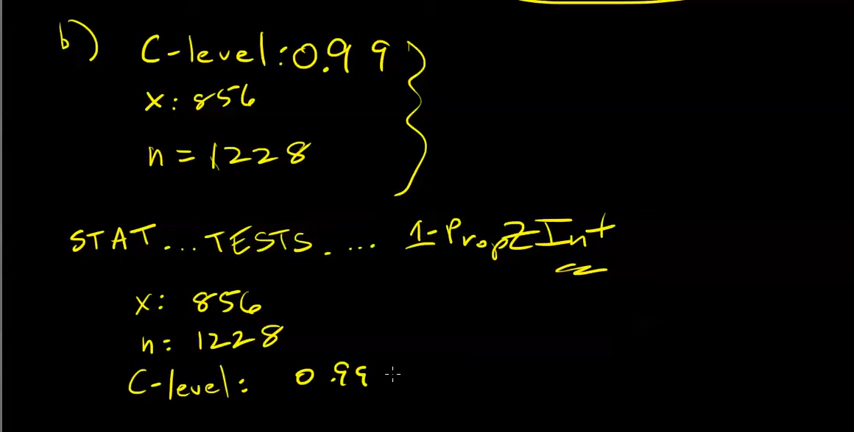 b) C-level: 0.99
x: 856
n = 1228
STAT... TESTS.... 1-PropZInt
x: 856
n: 1228
C-level: 0.99